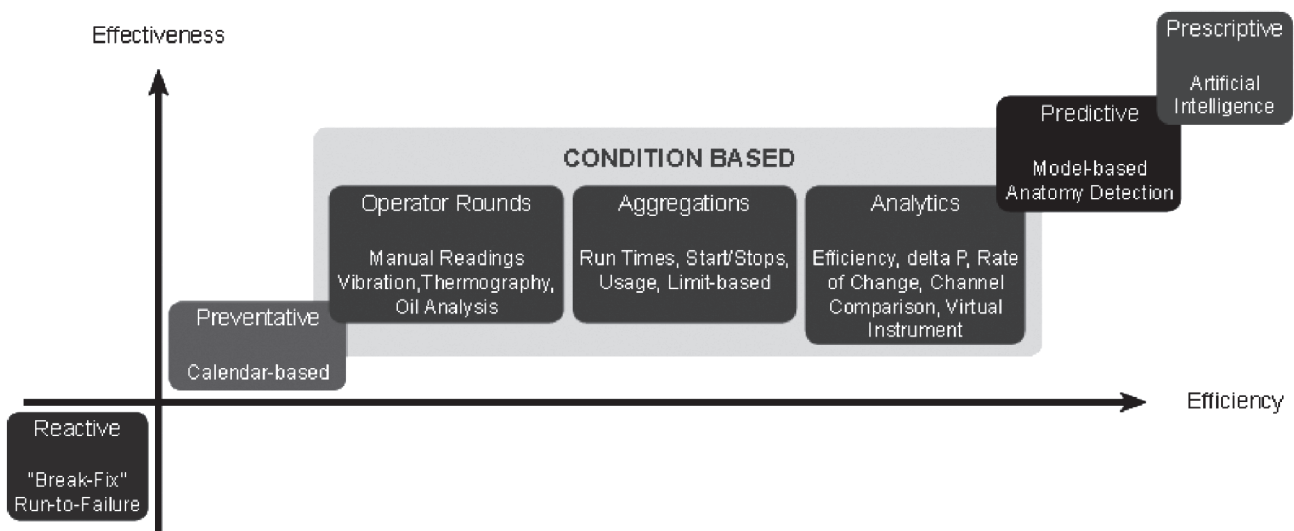 Effectiveness
Prescriptive
Artificial
Intelligence
Predictive
Model-based
Anatomy Detection
CONDITION BASED
Operator Rounds
Manual Readings
Vibration,Thermography,
Oil Analysis
Aggregations
Run Times, Start/Stops,
Usage, Limit-based
Analytics
Efficiency, delta P, Rate
of Change, Channel
Comparison, Virtual
Instrument
Preventative
Calendar-based
Efficiency
Reactive
"Break-Fix"
Run-to-Failure